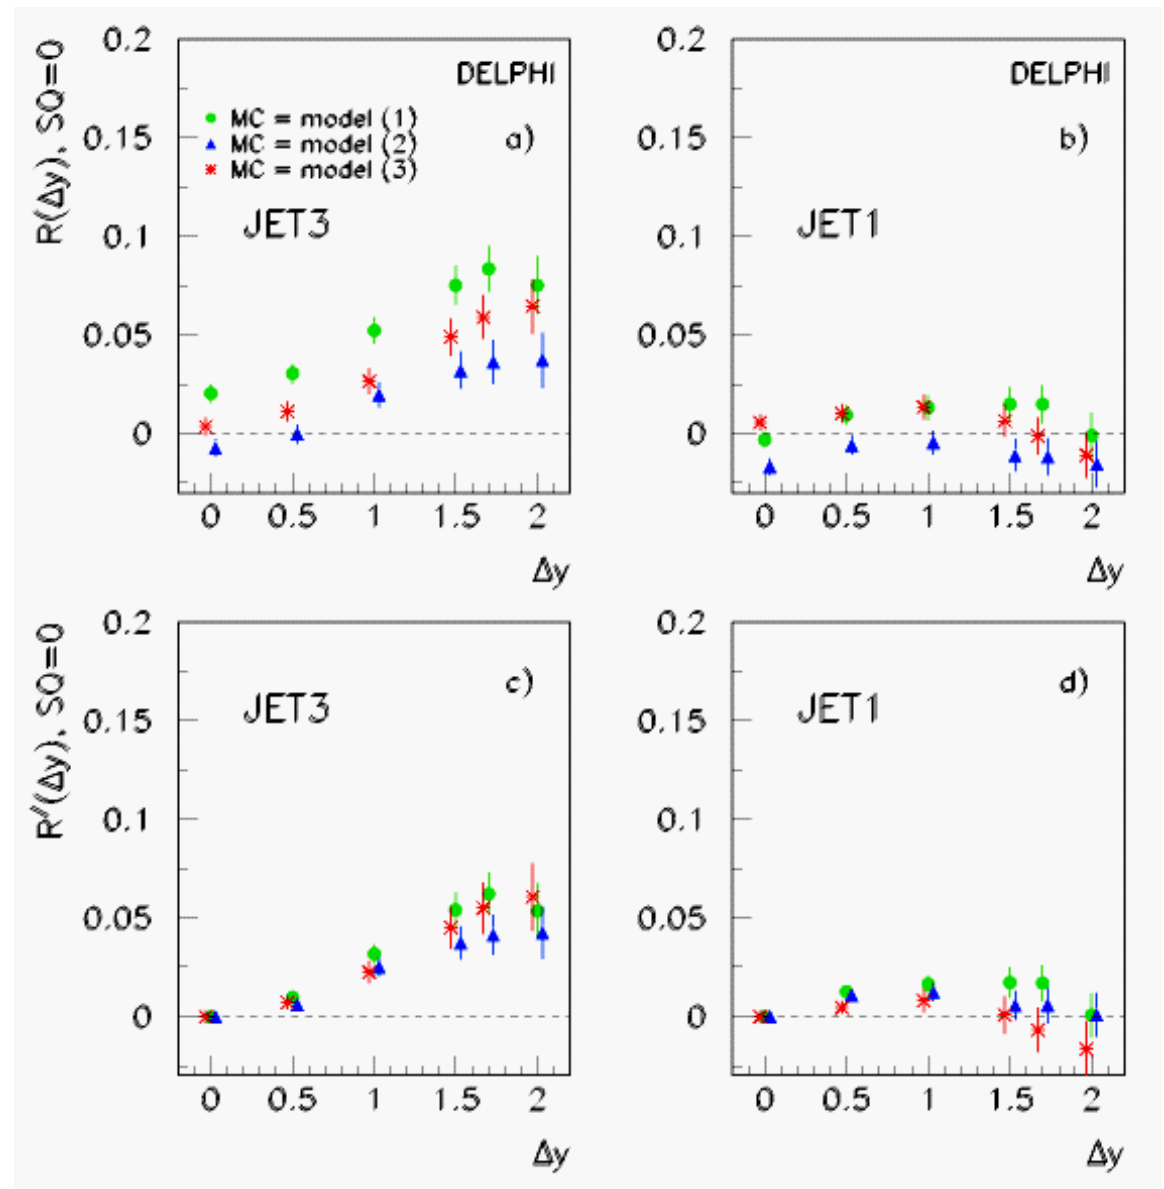 R(Δy), SQ=0
0.2
0.15
0.1
0.05
0
DELPHI
MC = model (1)
MC = model (2)
MC = model (3)
a)
JET3
0 0.5 1 1.5 2
Δy
0.2
0.15
0.1
0.05
0
DELPHI
b)
JET1
0 0.5 1 1.5 2
Δy
R′(Δy), SQ=0
0.2
0.15
0.1
0.05
0
c)
JET3
0 0.5 1 1.5 2
Δy
0.2
0.15
0.1
0.05
0
d)
JET1
0 0.5 1 1.5 2
Δy